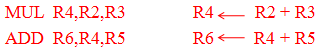 MUL R4,R2,R3 R4 ← R2 + R3
ADD R6,R4,R5 R6 ← R4 + R5